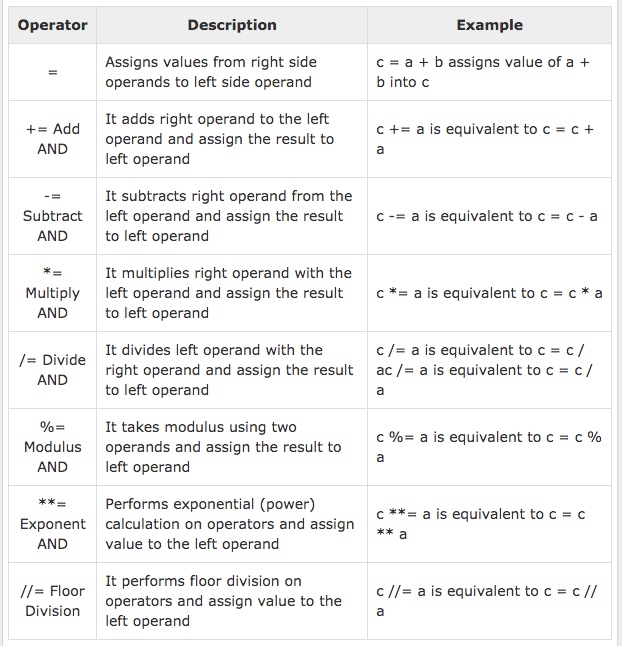 Operator Description Example
=
Assigns values from right side
operands to left side operand
c = a + b assigns value of a +
b into c
+= Add
AND
It adds right operand to the left
operand and assign the result to
left operand
c += a is equivalent to c = c +
a
-=
Subtract
AND
It subtracts right operand from the
left operand and assign the result
to left operand
c -= a is equivalent to c = c - a
*=
Multiply
AND
It multiplies right operand with the
left operand and assign the result
to left operand
c *= a is equivalent to c = c * a
/= Divide
AND
It divides left operand with the
right operand and assign the result
to left operand
c /= a is equivalent to c = c /
ac /= a is equivalent to c = c /
a
%=
Modulus
AND
It takes modulus using two
operands and assign the result to
left operand
c %= a is equivalent to c = c %
a
**=
Exponent
AND
Performs exponential (power)
calculation on operators and assign
value to the left operand
c **= a is equivalent to c = c
** a
//= Floor
Division
It performs floor division on
operators and assign value to the
left operand
c //= a is equivalent to c = c //
a